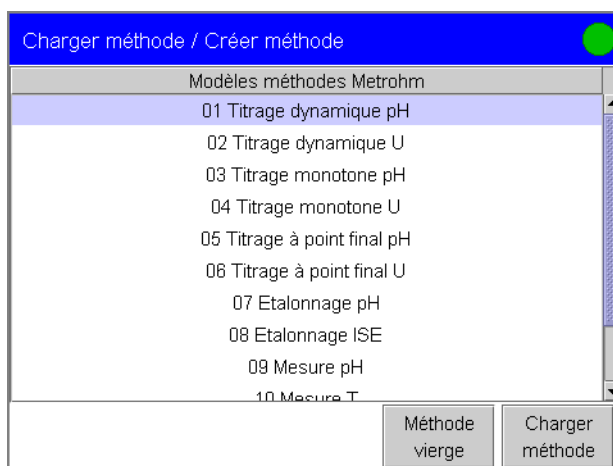 Charger méthode / Créer méthode
Modèles méthodes Metrohm
01 Titrage dynamique pH
02 Titrage dynamique U
03 Titrage monotone pH
04 Titrage monotone U
05 Titrage à point final pH
06 Titrage à point final U
07 Etalonnage pH
08 Etalonnage ISE
09 Mesure pH
10 Mesure T
Méthode vierge
Charger méthode